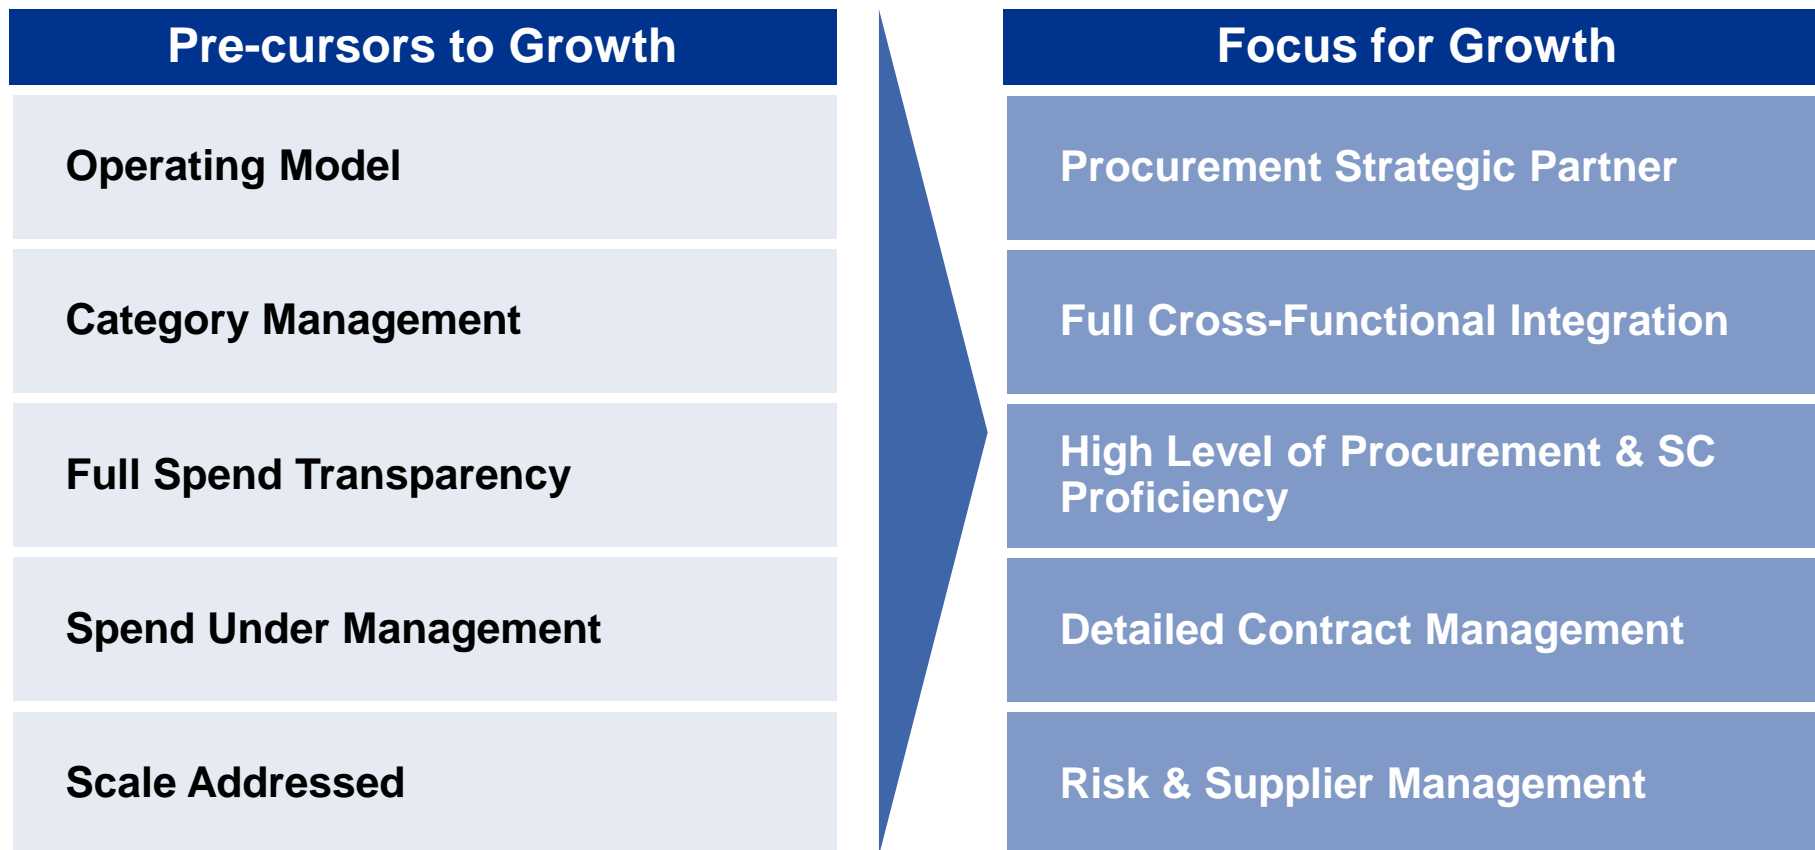 Pre-cursors to Growth
Operating Model
Category Management
Full Spend Transparency
Spend Under Management
Scale Addressed
Focus for Growth
Procurement Strategic Partner
Full Cross-Functional Integration
High Level of Procurement & SC
Proficiency
Detailed Contract Management
Risk & Supplier Management